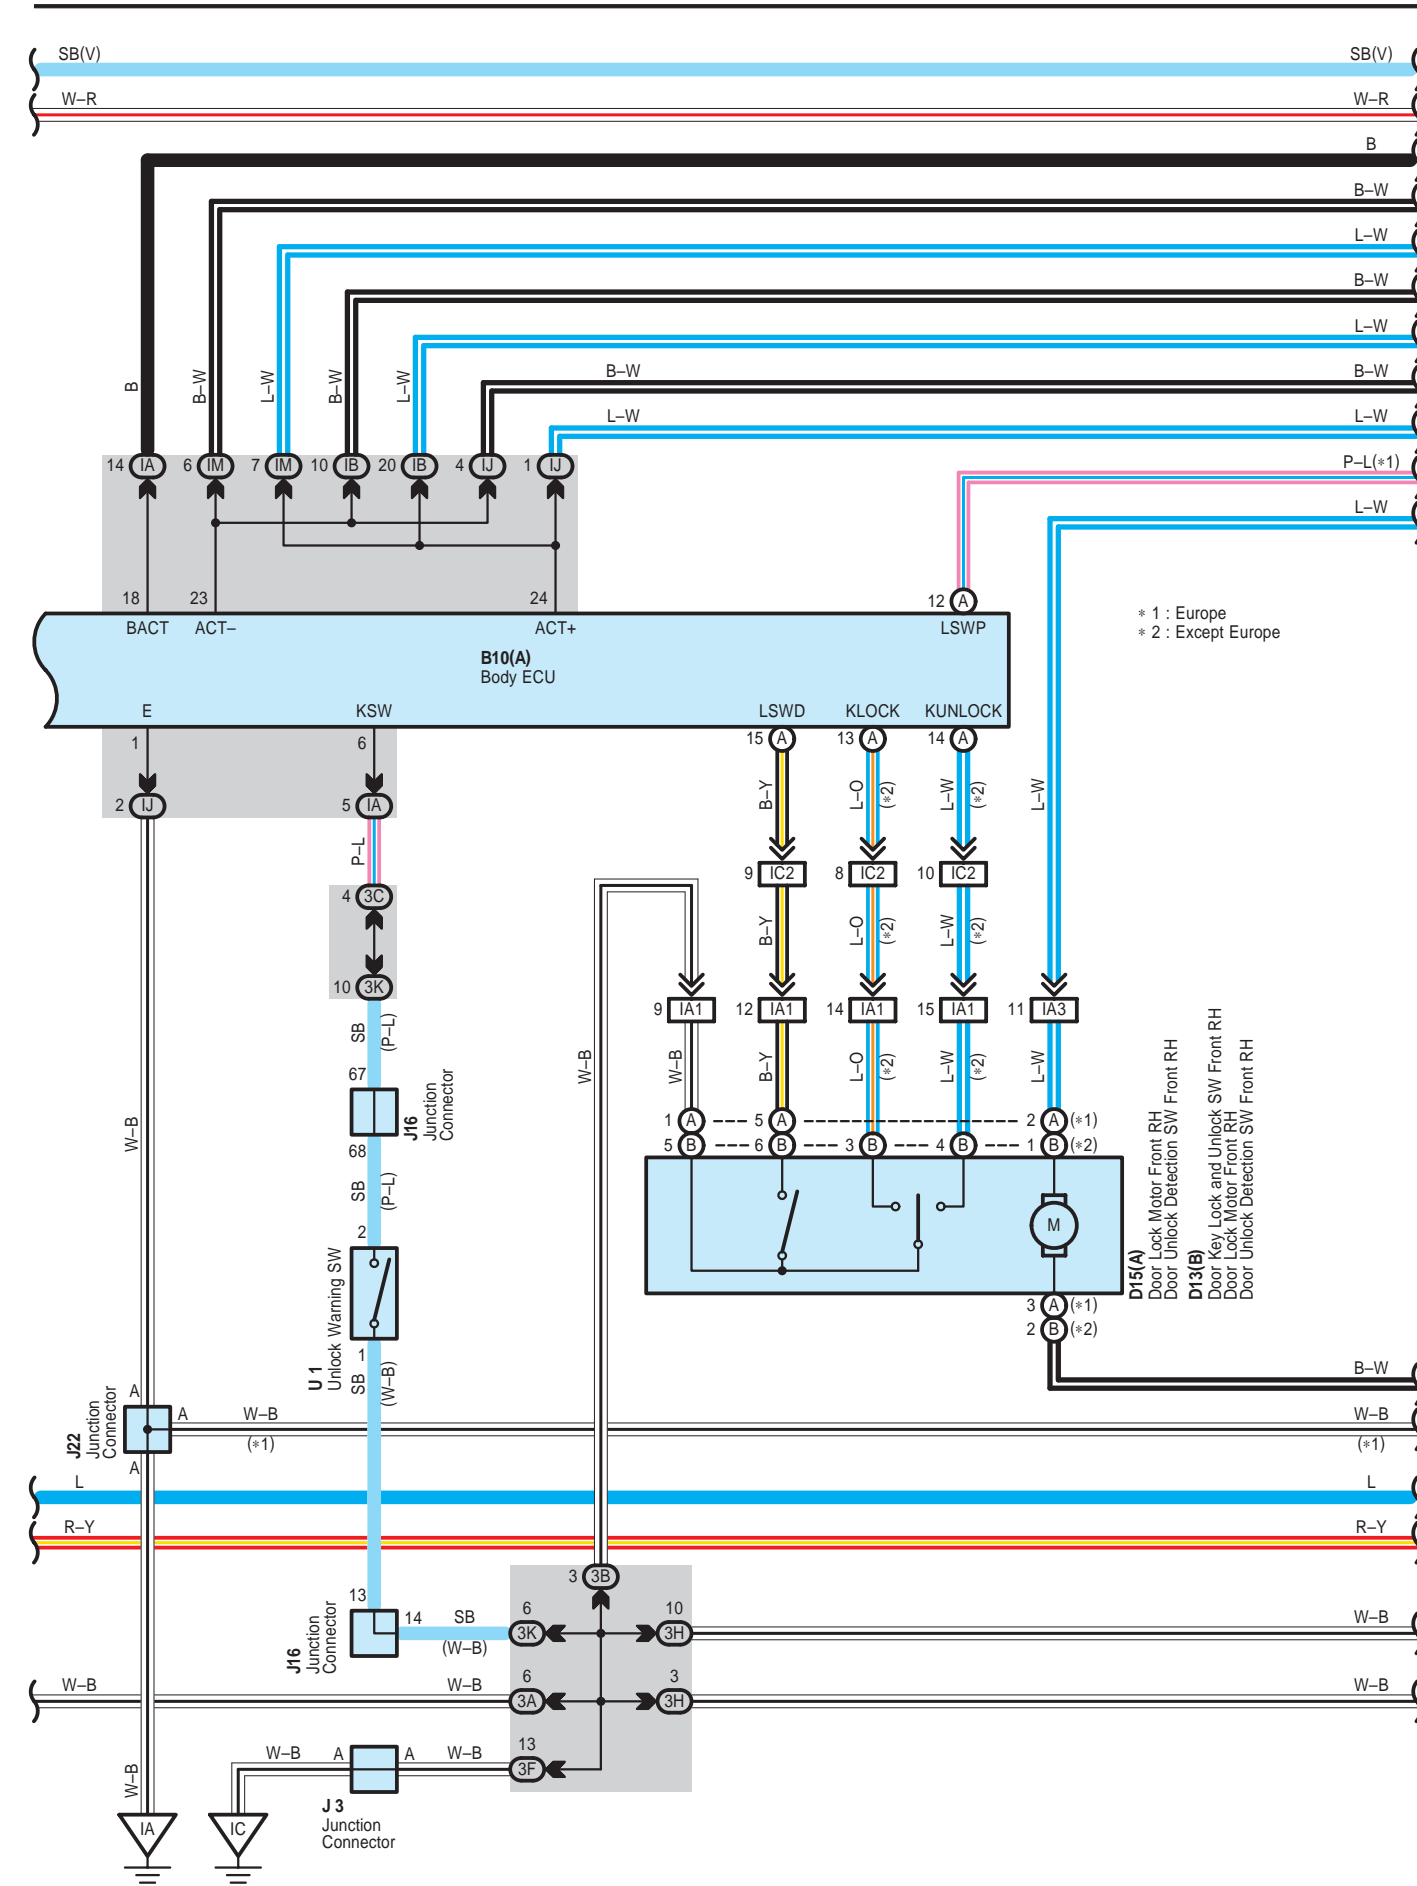 SB(V) SB(V)
W–R W–R
B
B–W
L–W
B–W
L–W
B–W B–W
L–W L–W
P–L(∗1)
L–W
B B–W L–W B–W L–W
14 IA 6 IM 7 IM 10 IB 20 IB 4 IJ 1 IJ
18 23 24 12 A
BACT ACT– ACT+ LSWP
∗ 1 : Europe
∗ 2 : Except Europe
B10(A)
Body ECU
E KSW LSWD KLOCK KUNLOCK
1 6 15 A 13 A 14 A
2 IJ 5 IA
B–Y L–O (∗2) L–W (∗2) L–W
P–L
9 IC2 8 IC2 10 IC2
4 3C
B–Y L–O (∗2) L–W (∗2)
10 3K
9 IA1 12 IA1 14 IA1 15 IA1 11 IA3
SB (P–L)
W–B W–B B–Y L–O (∗2) L–W (∗2) L–W
67
J16
Junction
Connector
68
W–B
1 A 5 A 2 A (∗1)
5 B 6 B 3 B 4 B 1 B (∗2)
SB (P–L)
2
M
D15(A)
Door Lock Motor Front RH
Door Unlock Detection SW Front RH
D13(B)
Door Key Lock and Unlock SW Front RH
Door Lock Motor Front RH
Door Unlock Detection SW Front RH
3 A (∗1)
2 B (∗2)
U 1
Unlock Warning SW
1
SB (W–B)
B–W
A
J22
Junction
Connector
A W–B W–B
(∗1) (∗1)
A
L L
R–Y R–Y
3 3B
13
14 SB 6 10 W–B
3K 3H
(W–B)
J16
Junction
Connector
W–B W–B 6 3 W–B
3A 3H
W–B A A W–B 13
3F
W–B
J 3
Junction
Connector
IA IC